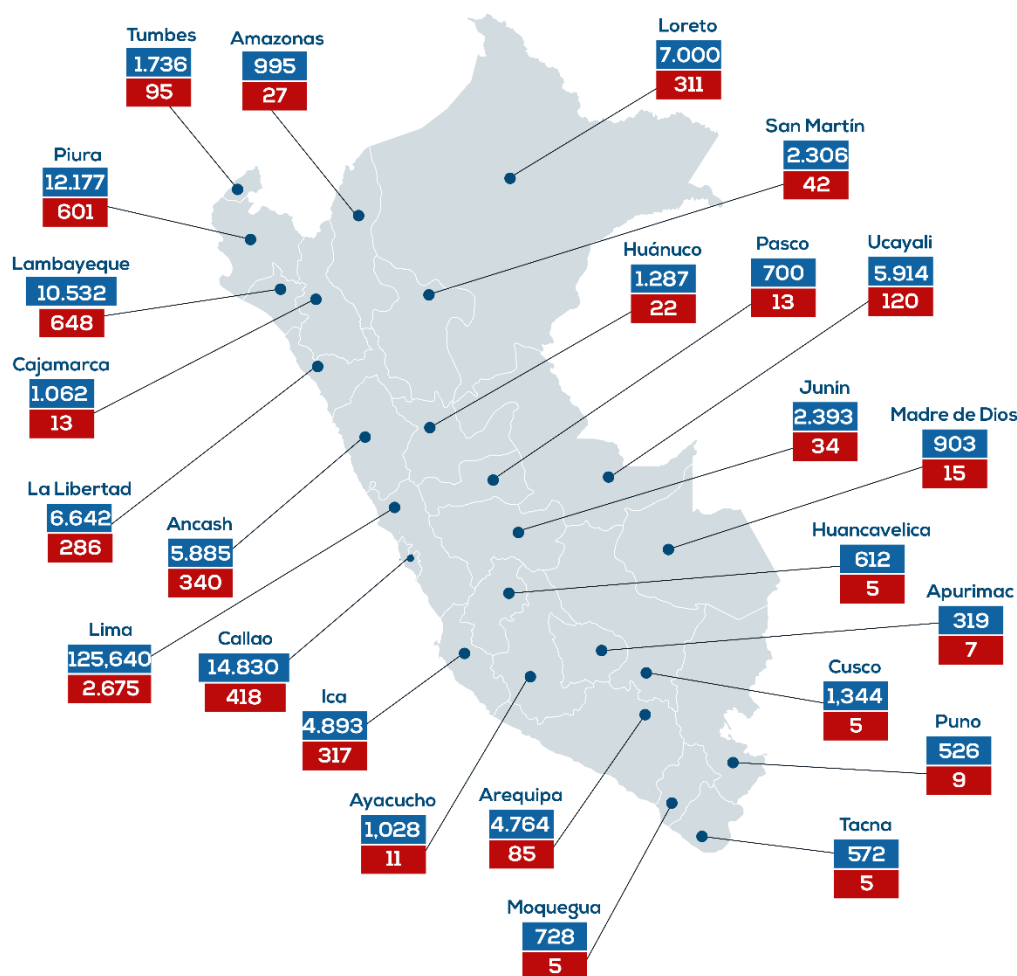 Tumbes
1.736
95
Amazonas
995
27
Loreto
7.000
311
San Martín
2.306
42
Piura
12.177
601
Lambayeque
10.532
648
Huánuco
1.287
22
Pasco
700
13
Ucayali
5.914
120
Cajamarca
1.062
13
Junín
2.393
34
Madre de Dios
903
15
La Libertad
6.642
286
Ancash
5.885
340
Huancavelica
612
5
Apurimac
319
7
Lima
125,640
2.675
Callao
14.830
418
Ica
4.893
317
Cusco
1,344
5
Puno
526
9
Ayacucho
1,028
11
Arequipa
4.764
85
Tacna
572
5
Moquegua
728
5